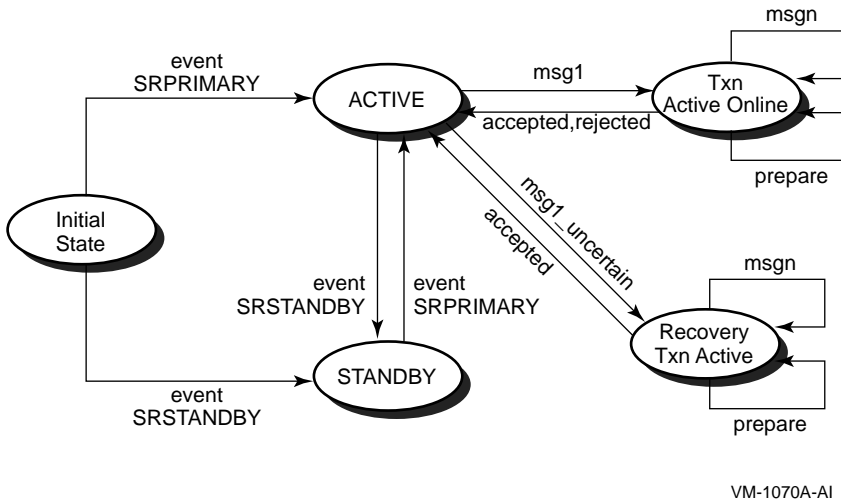 event
SRPRIMARY
msgn
msg1
Txn
Active Online
ACTIVE
accepted,rejected
prepare
msg1_uncertain
accepted
Initial
State
event
SRSTANDBY
event
SRPRIMARY
msgn
Recovery
Txn Active
STANDBY
event
SRSTANDBY
prepare
VM-1070A-AI